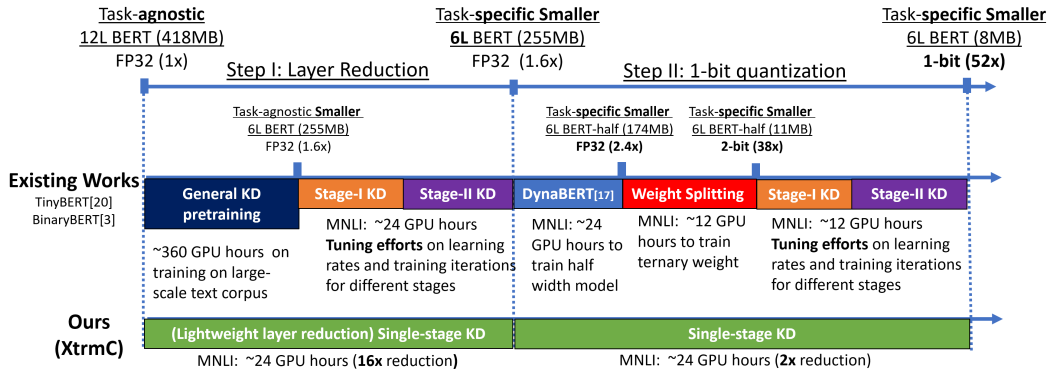 Task-agnostic
12L BERT (418MB)
FP32 (1x)
Task-specific Smaller
6L BERT (255MB)
FP32 (1.6x)
Task-specific Smaller
6L BERT (8MB)
1-bit (52x)
Step I: Layer Reduction
Step II: 1-bit quantization
Task-agnostic Smaller
6L BERT (255MB)
FP32 (1.6x)
Task-specific Smaller
6L BERT-half (174MB)
FP32 (2.4x)
Task-specific Smaller
6L BERT-half (11MB)
2-bit (38x)
Existing Works
TinyBERT[20]
BinaryBERT[3]
General KD
pretraining
Stage-I KD
Stage-II KD
DynaBERT[17]
Weight Splitting
Stage-I KD
Stage-II KD
~360 GPU hours on
training on large-
scale text corpus
MNLI: ~24 GPU hours
Tuning efforts on learning
rates and training iterations
for different stages
MNLI: ~24
GPU hours to
train half
width model
MNLI: ~12 GPU
hours to train
ternary weight
MNLI: ~12 GPU hours
Tuning efforts on learning
rates and training iterations
for different stages
Ours
(XtrmC)
(Lightweight layer reduction) Single-stage KD
Single-stage KD
MNLI: ~24 GPU hours (16x reduction)
MNLI: ~24 GPU hours (2x reduction)